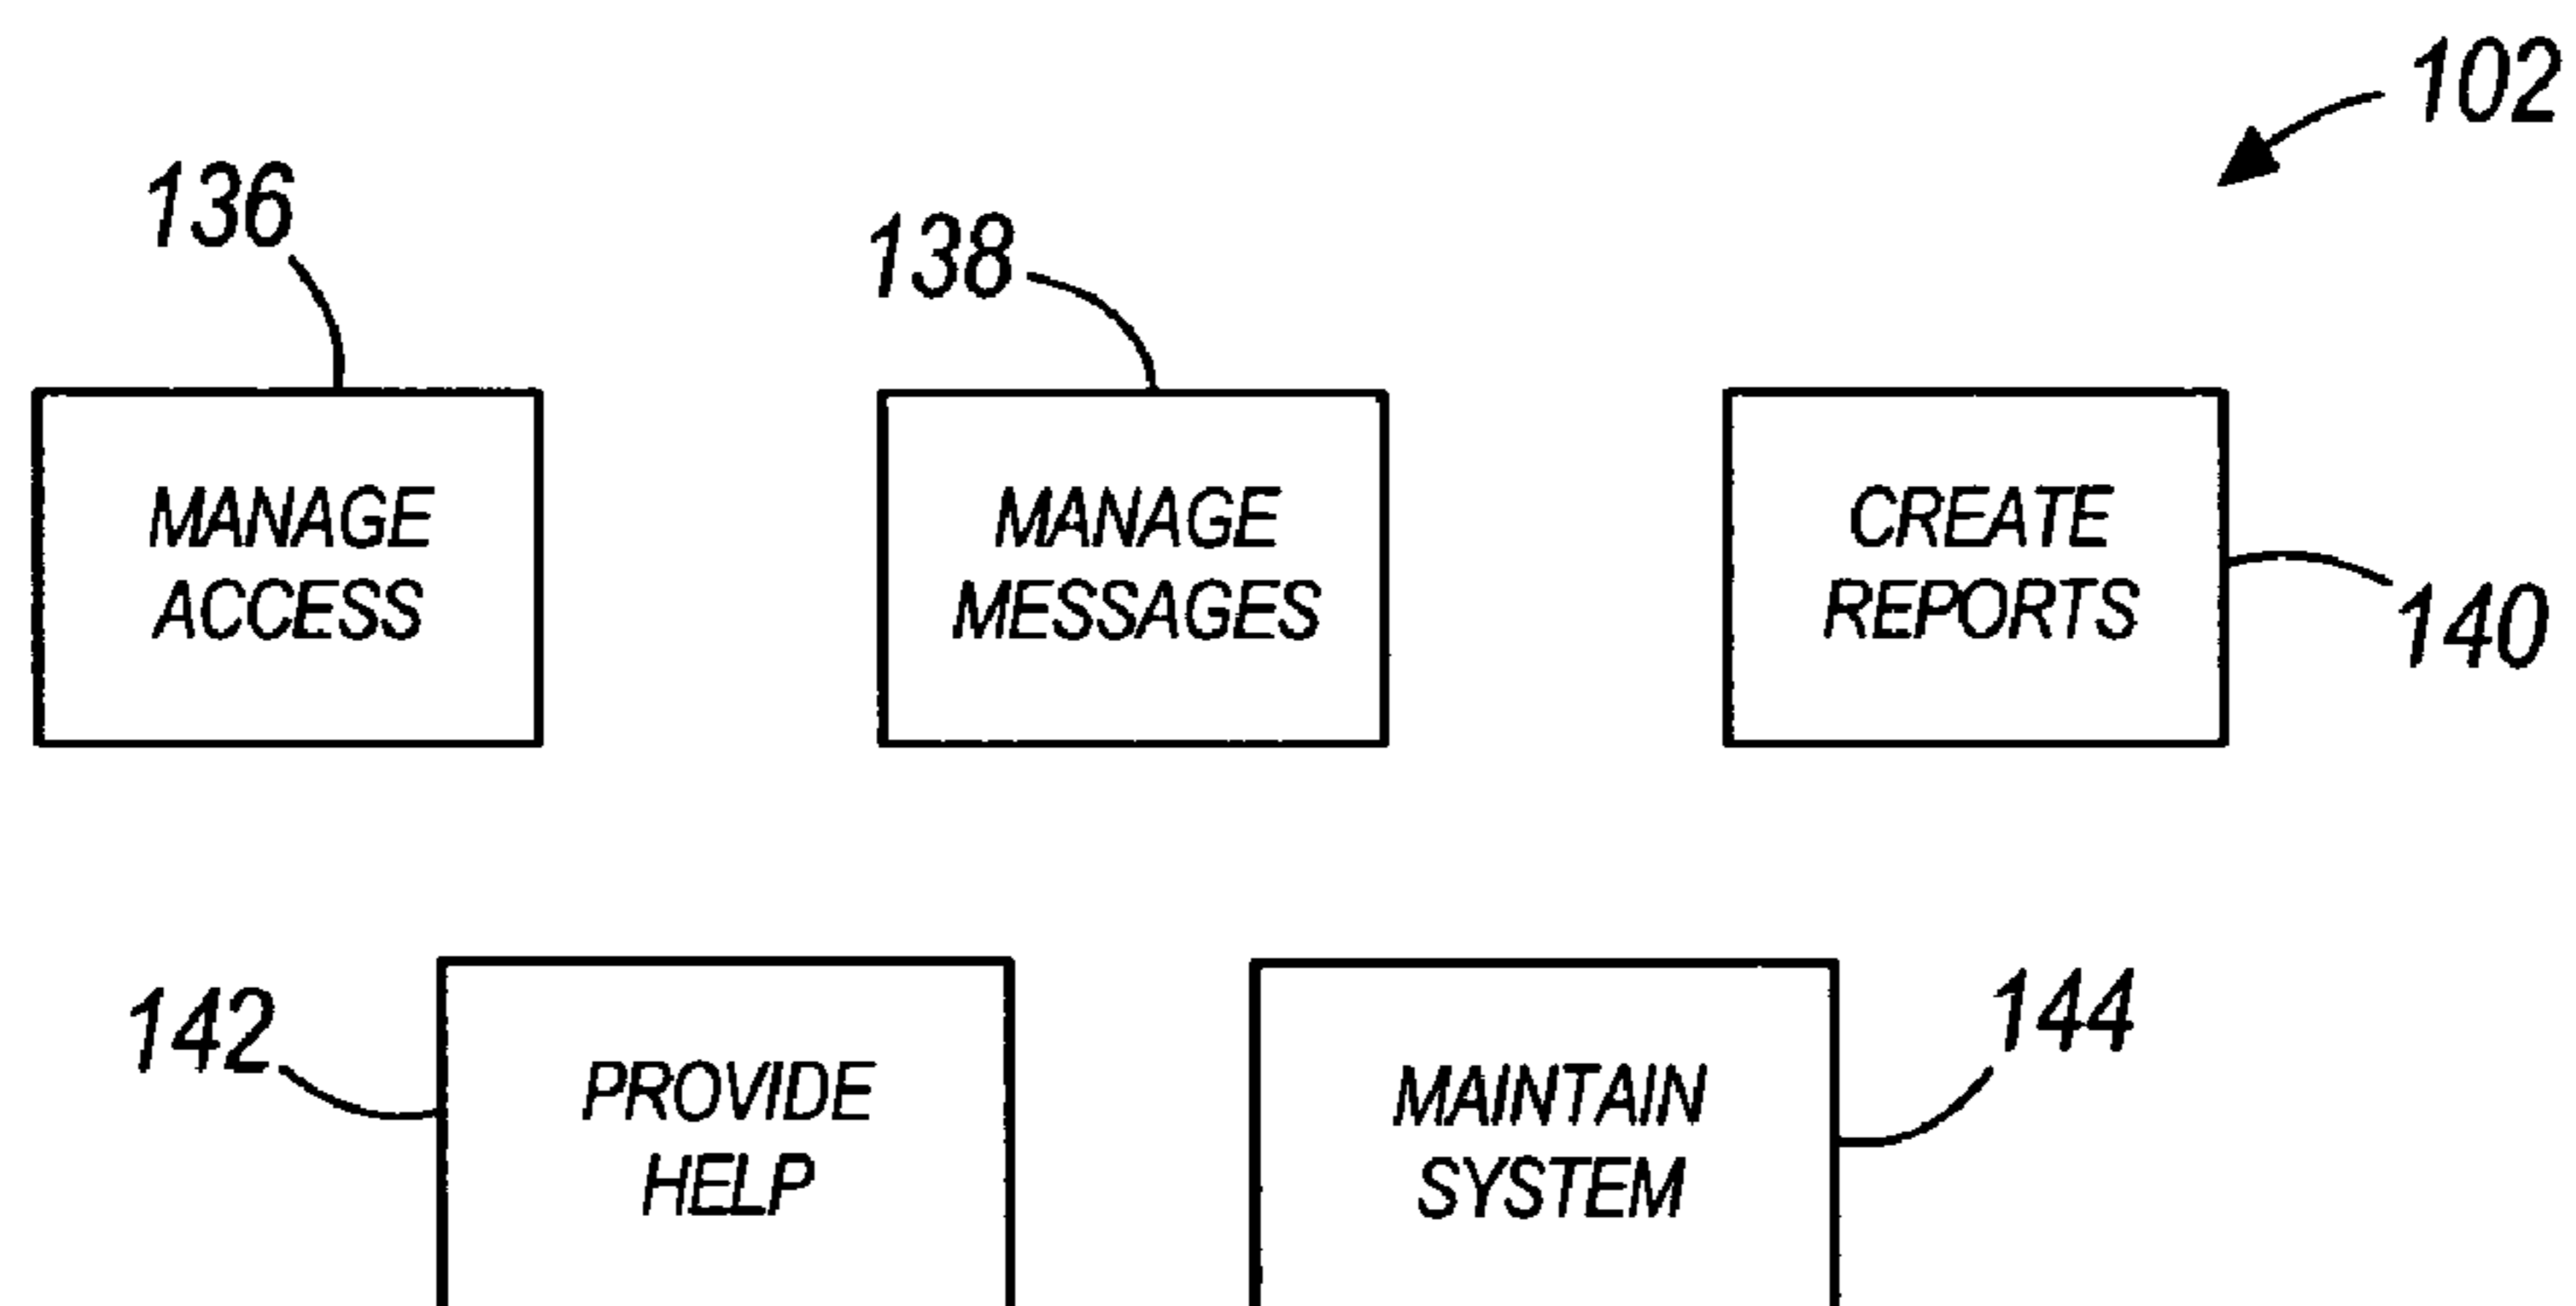 102
136
138
MANAGE
ACCESS
MANAGE
MESSAGES
CREATE
REPORTS
140
142
PROVIDE
HELP
MAINTAIN
SYSTEM
144